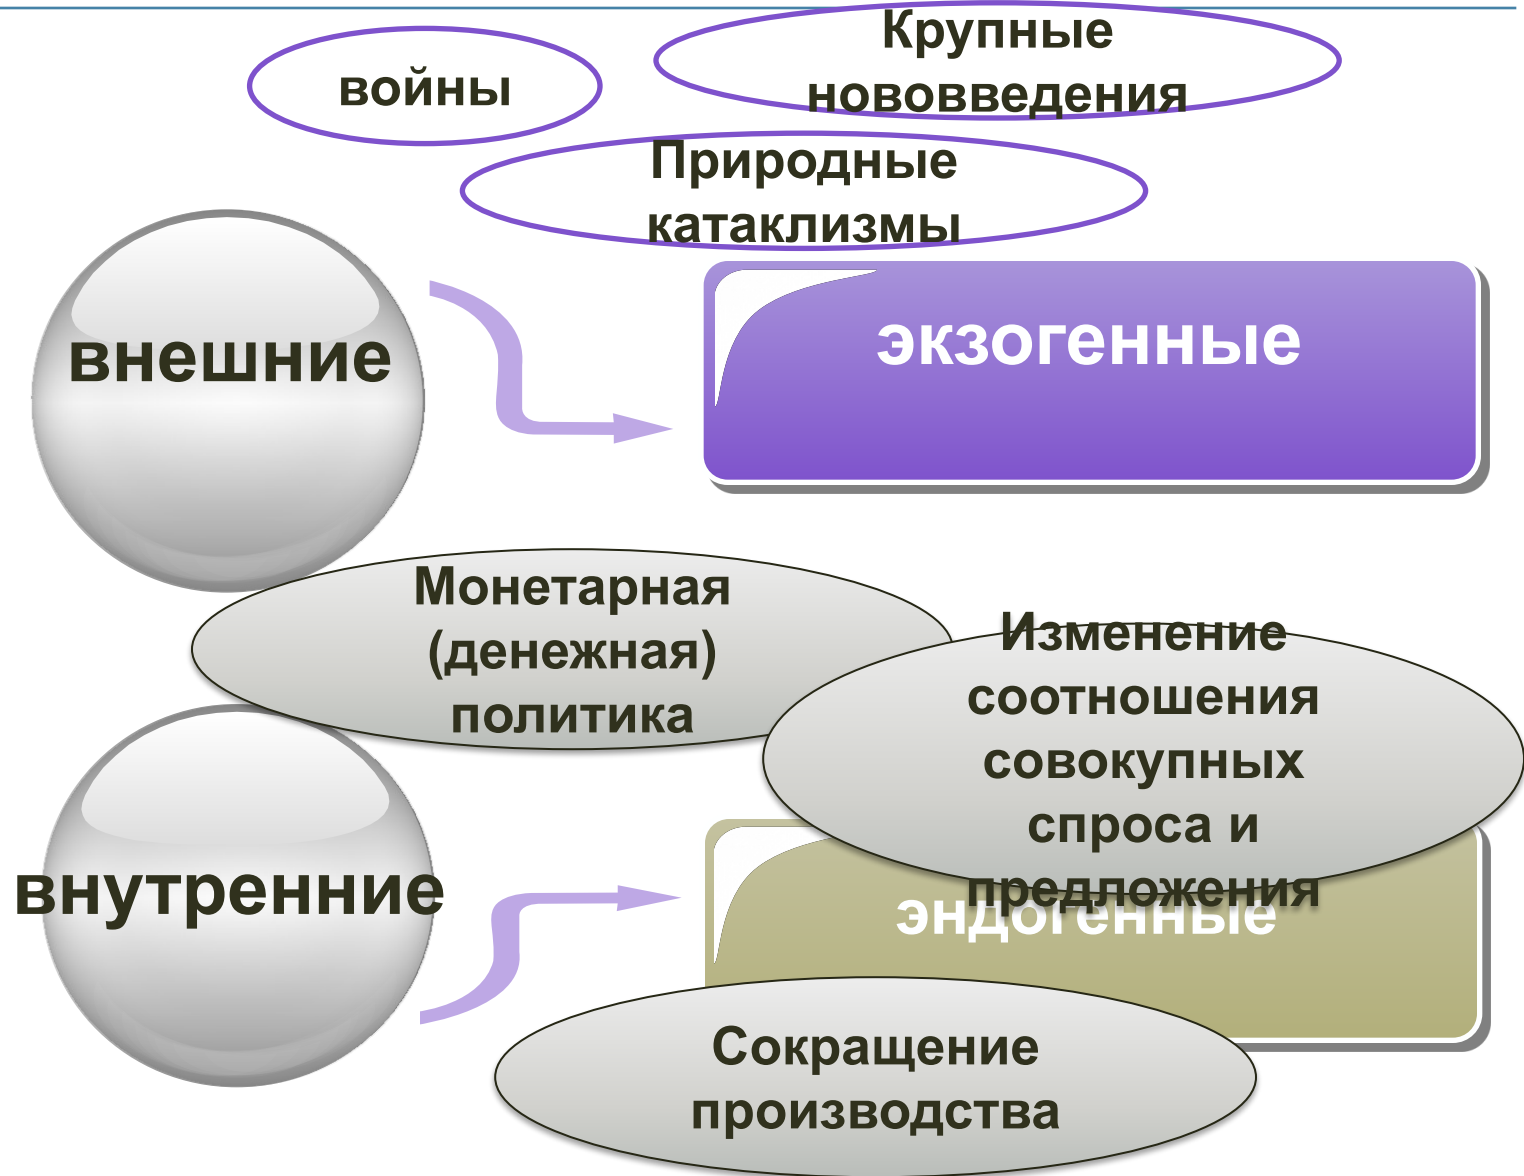 войны
Крупные
нововведения
Природные
катаклизмы
внешние
экзогенные
Монетарная
(денежная)
политика
Изменение
соотношения
совокупных
спроса и
предложения
внутренние
эндогенные
Сокращение
производства